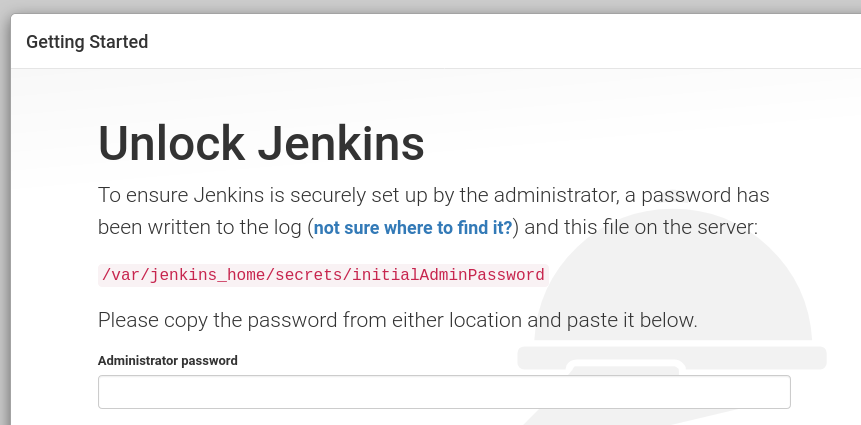 Getting Started
Unlock Jenkins
To ensure Jenkins is securely set up by the administrator, a password has
been written to the log (not sure where to find it?) and this file on the server:
/var/jenkins_home/secrets/initialAdminPassword
Please copy the password from either location and paste it below.
Administrator password